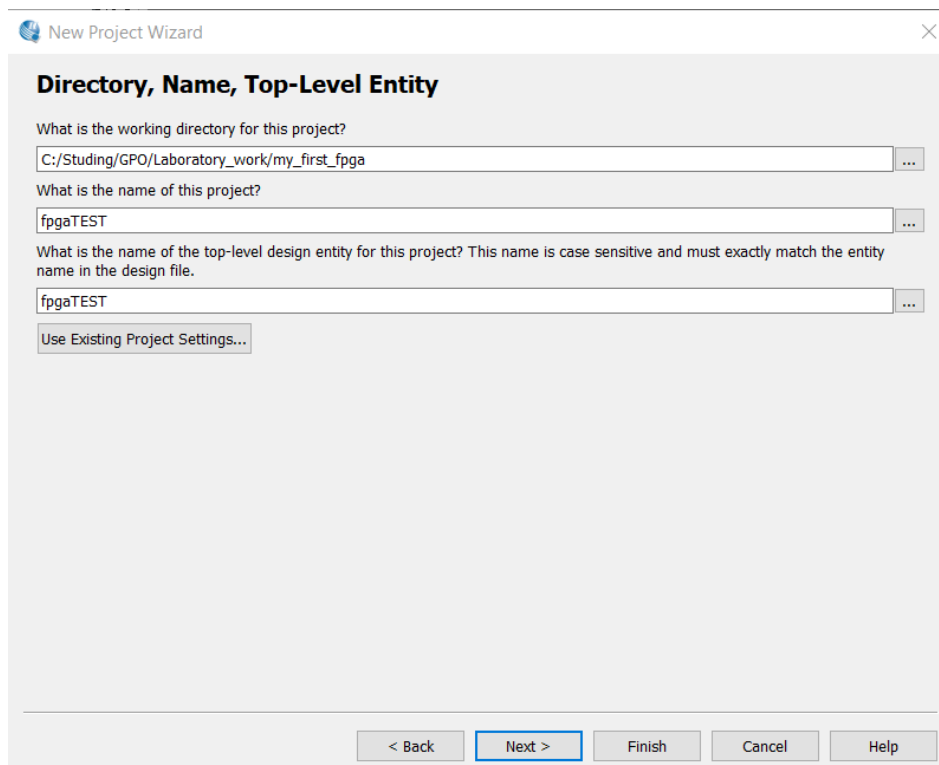 New Project Wizard
Directory, Name, Top-Level Entity
What is the working directory for this project?
C:/Studing/GPO/Laboratory_work/my_first_fpga
...
What is the name of this project?
fpgaTEST
...
What is the name of the top-level design entity for this project? This name is case sensitive and must exactly match the entity
name in the design file.
fpgaTEST
...
Use Existing Project Settings...
< Back
Next >
Finish
Cancel
Help